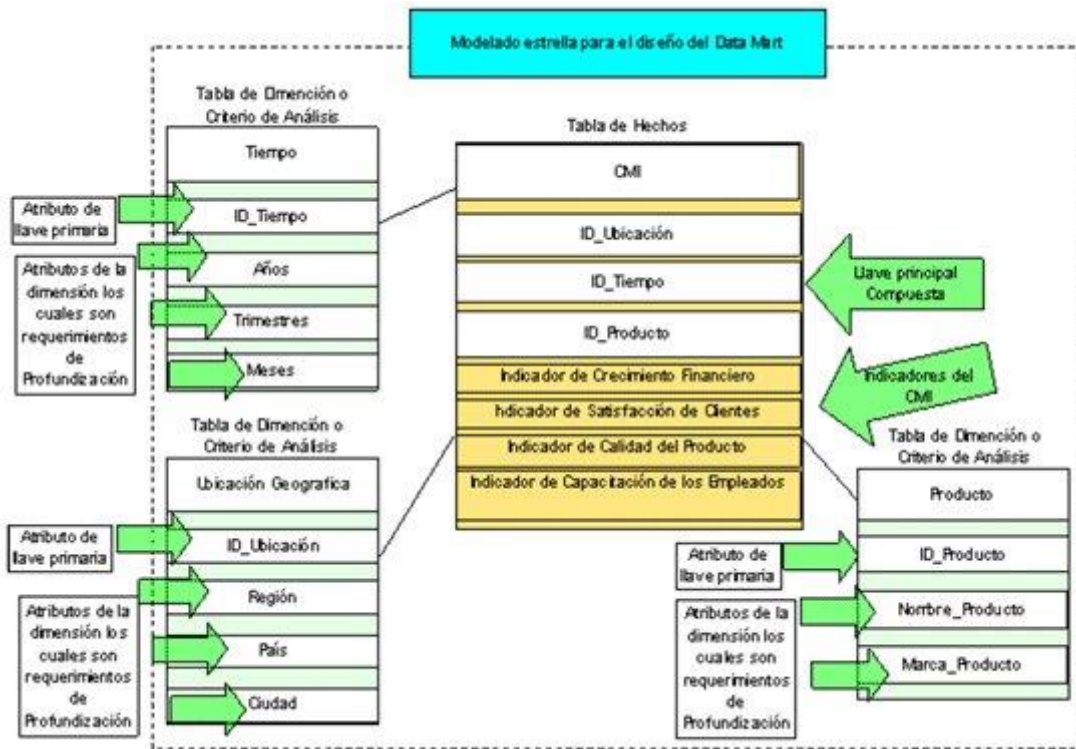 Modelado estrella para el diseño del Data Mart
Tabla de Dimención o
Criterio de Análisis
Tiempo
ID_Tiempo
Años
Trimestres
Meses
Atributo de
llave primaria
Atributos de la
dimensión los
cuales son
requerimientos
de
Profundización
Tabla de Hechos
CMI
ID_Ubicación
ID_Tiempo
ID_Producto
Indicador de Crecimiento Financiero
Indicador de Satisfacción de Clientes
Indicador de Calidad del Producto
Indicador de Capacitación de los Empleados
Llave principal
Compuesta
Indicadores del
CMI
Tabla de Dimención o
Criterio de Análisis
Ubicación Geografica
ID_Ubicación
Región
País
Ciudad
Atributo de
llave primaria
Atributos de la
dimensión los
cuales son
requerimientos
de
Profundización
Tabla de Dimención o
Criterio de Análisis
Producto
ID_Producto
Nombre_Producto
Marca_Producto
Atributo de
llave primaria
Atributos de la
dimensión los
cuales son
requerimientos
de
Profundización